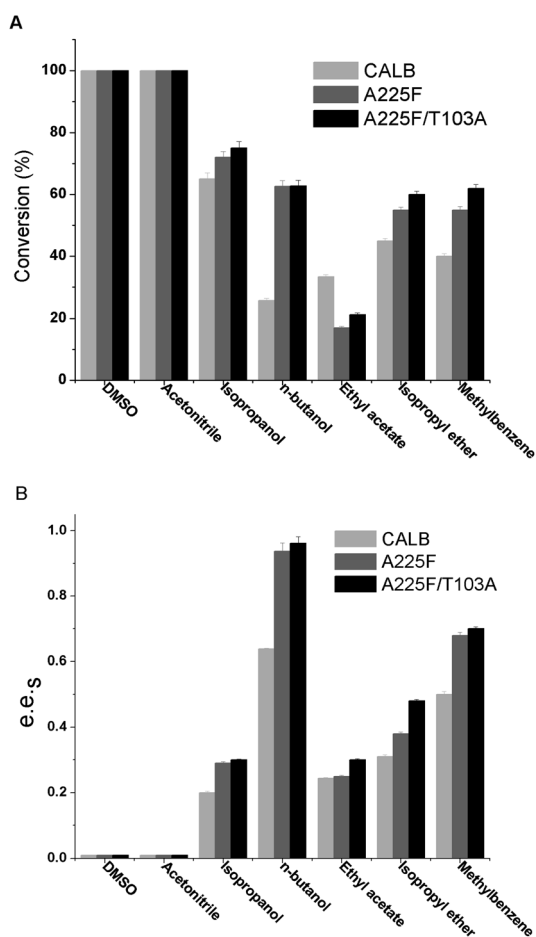 A
100
80
60
40
20
0
Conversion (%)
CALB
A225F
A225F/T103A
DMSO
Acetonitrile
Isopropanol
n-butanol
Ethyl acetate
Isopropyl ether
Methylbenzene
B
1.0
0.8
0.6
0.4
0.2
0.0
e.e.s
CALB
A225F
A225F/T103A
DMSO
Acetonitrile
Isopropanol
n-butanol
Ethyl acetate
Isopropyl ether
Methylbenzene